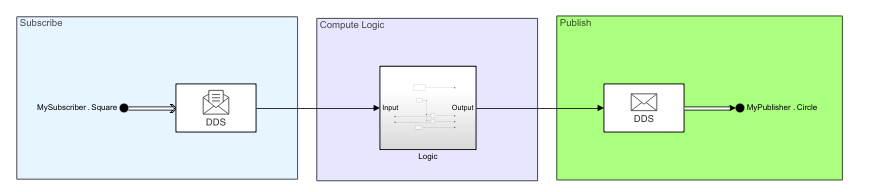 Subscribe
Compute Logic
Publish
MySubscriber . Square
DDS
Input
Output
Logic
DDS
MyPublisher . Circle